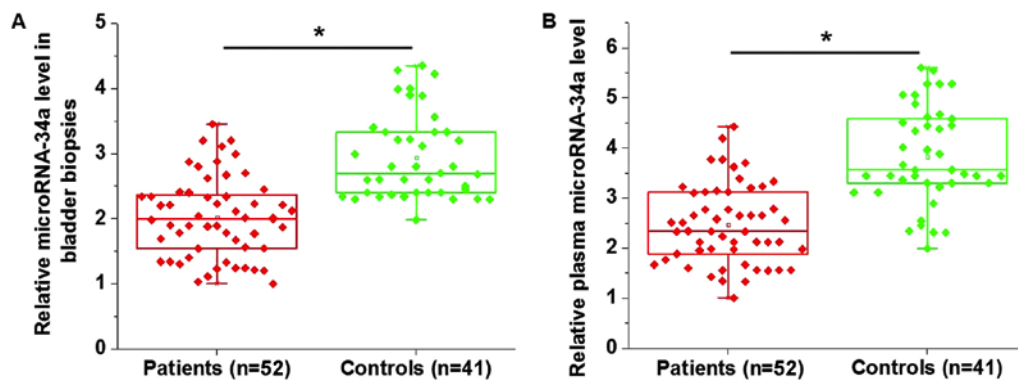 A
Relative microRNA-34a level in
bladder biopsies
5
4
3
2
1
0
*
Patients (n=52)
Controls (n=41)
B
Relative plasma microRNA-34a level
6
5
4
3
2
1
0
*
Patients (n=52)
Controls (n=41)